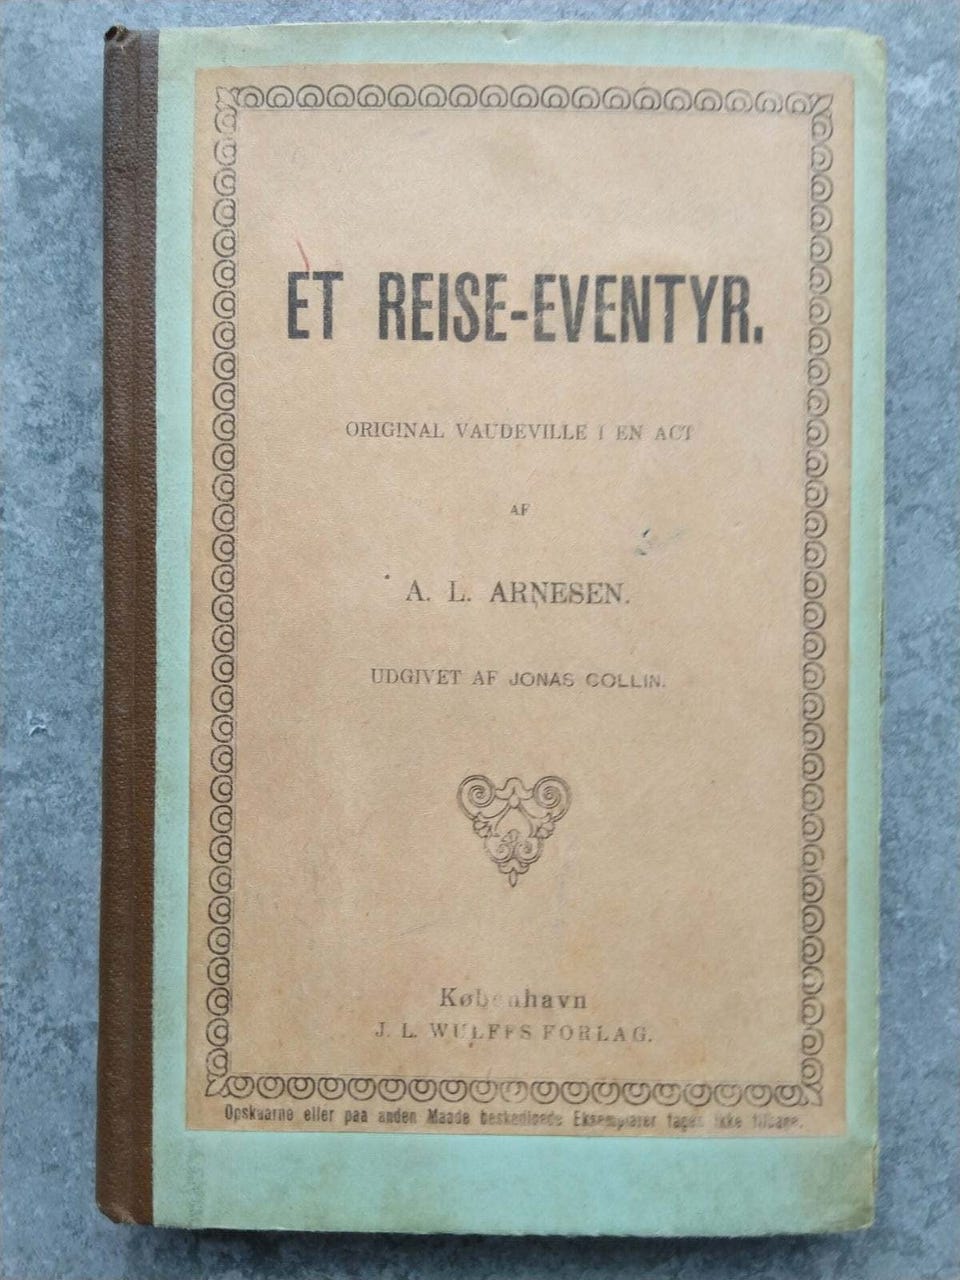 ET REISE-EVENTYR.
ORIGINAL VAUDEVILLE I EN ACT
AF
A. L. ARNESEN.
UDGIVET AF JONAS COLLIN.
København
J. L. WULFFS FORLAG.
Opskaarne eller paa anden Maade beskadigede Eksemplarer tages ikke tilbage.